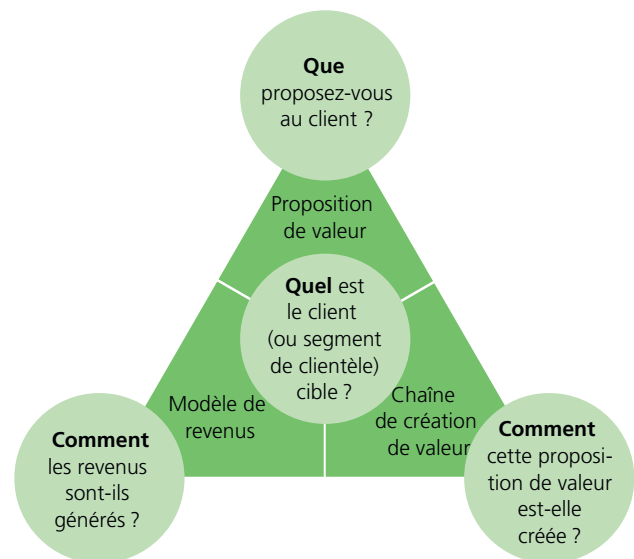 Que
proposez-vous
au client ?
Proposition
de valeur
Quel est
le client
(ou segment
de clientèle)
cible ?
Modèle de
revenus
Chaîne
de création
de valeur
Comment
les revenus
sont-ils
générés ?
Comment
cette proposi-
tion de valeur
est-elle
créée ?